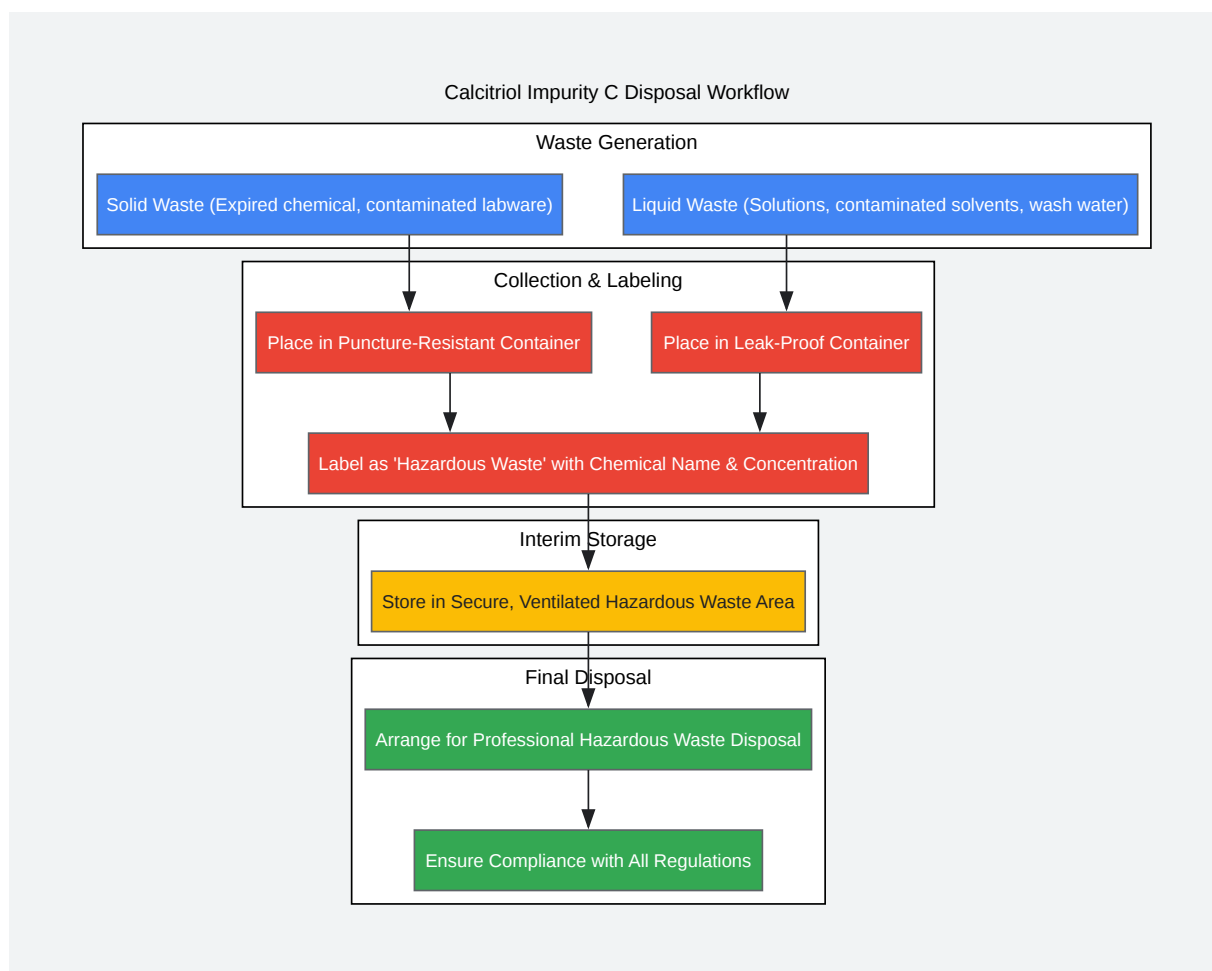 Calcitriol Impurity C Disposal Workflow
Waste Generation
Solid Waste (Expired chemical, contaminated labware)
Liquid Waste (Solutions, contaminated solvents, wash water)
Collection & Labeling
Place in Puncture-Resistant Container
Place in Leak-Proof Container
Label as 'Hazardous Waste' with Chemical Name & Concentration
Interim Storage
Store in Secure, Ventilated Hazardous Waste Area
Final Disposal
Arrange for Professional Hazardous Waste Disposal
Ensure Compliance with All Regulations